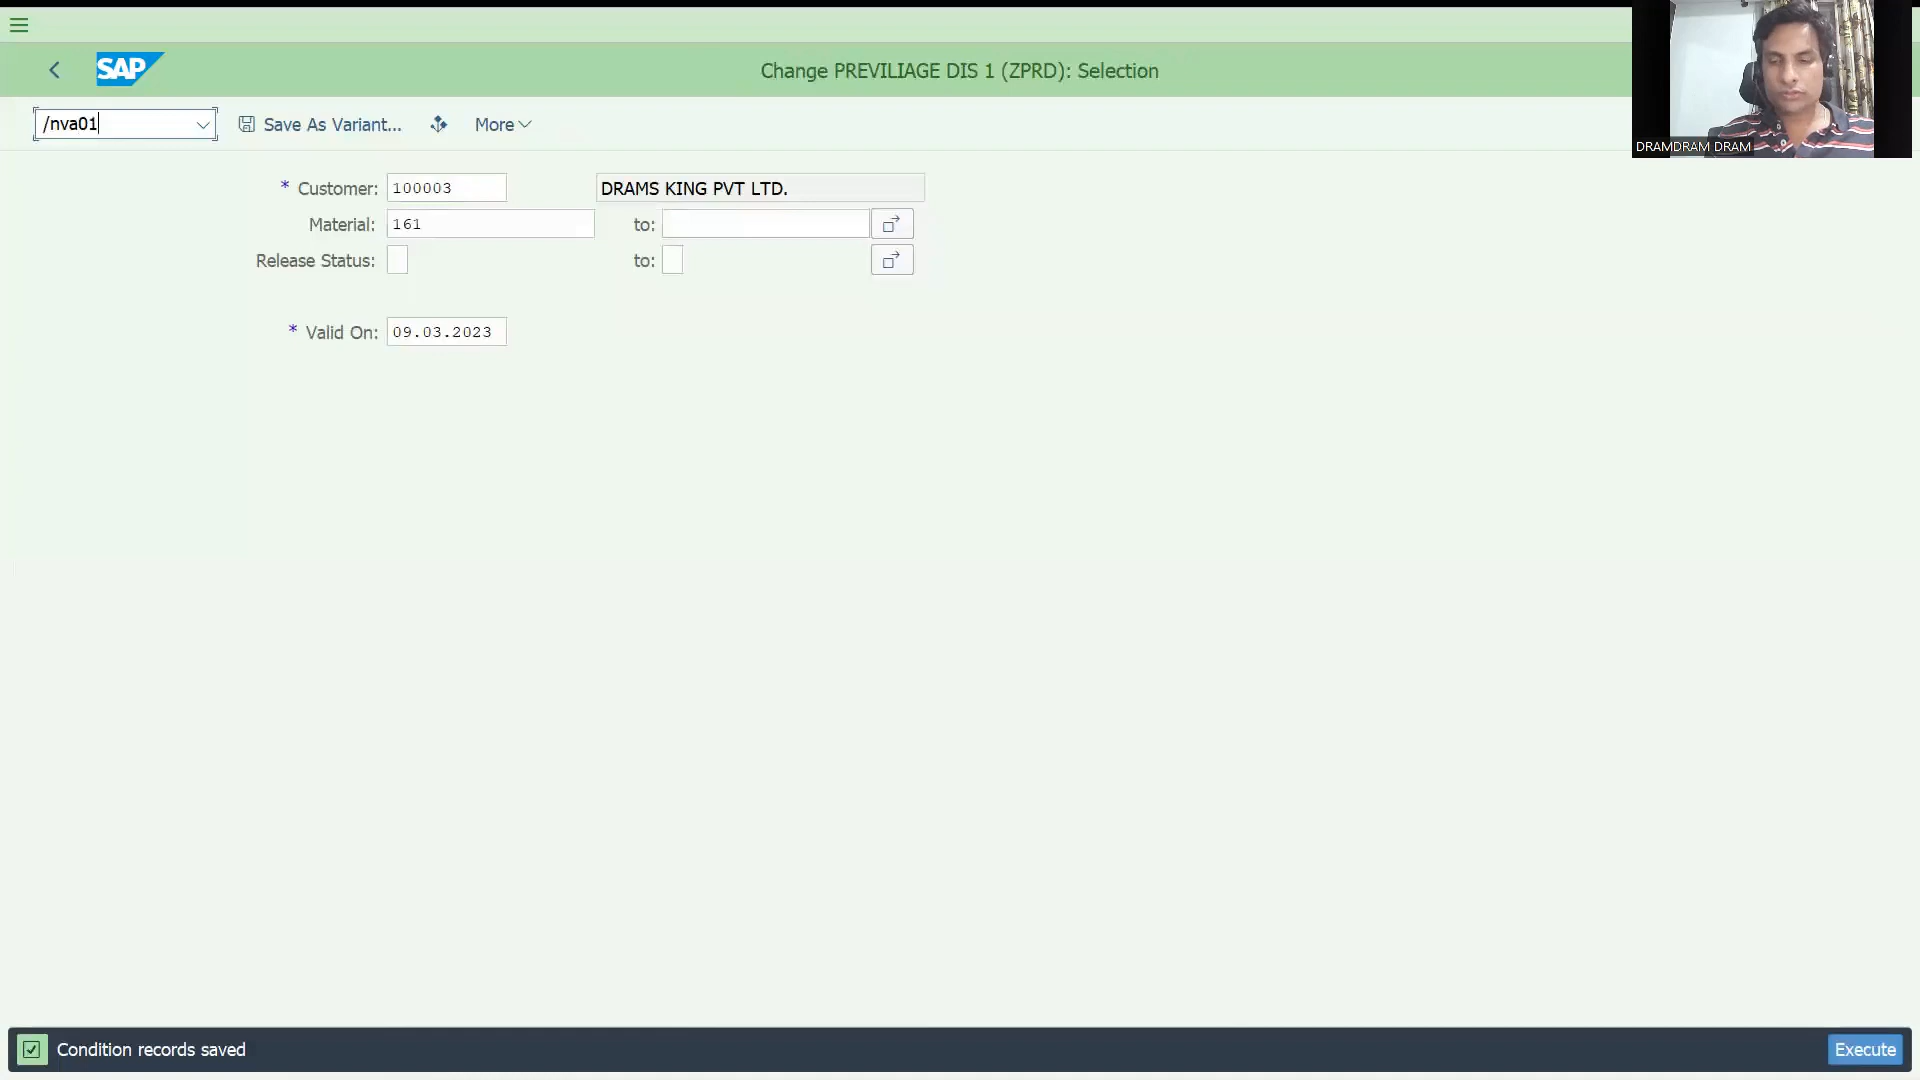 SAP
Change PREVILIAGE DIS 1 (ZPRD): Selection
/nva01
Save As Variant...
More
DRAMDRAM DRAM
* Customer: 100003 DRAMS KING PVT LTD.
Material: 161 to:
Release Status: to:
* Valid On: 09.03.2023
Condition records saved
Execute